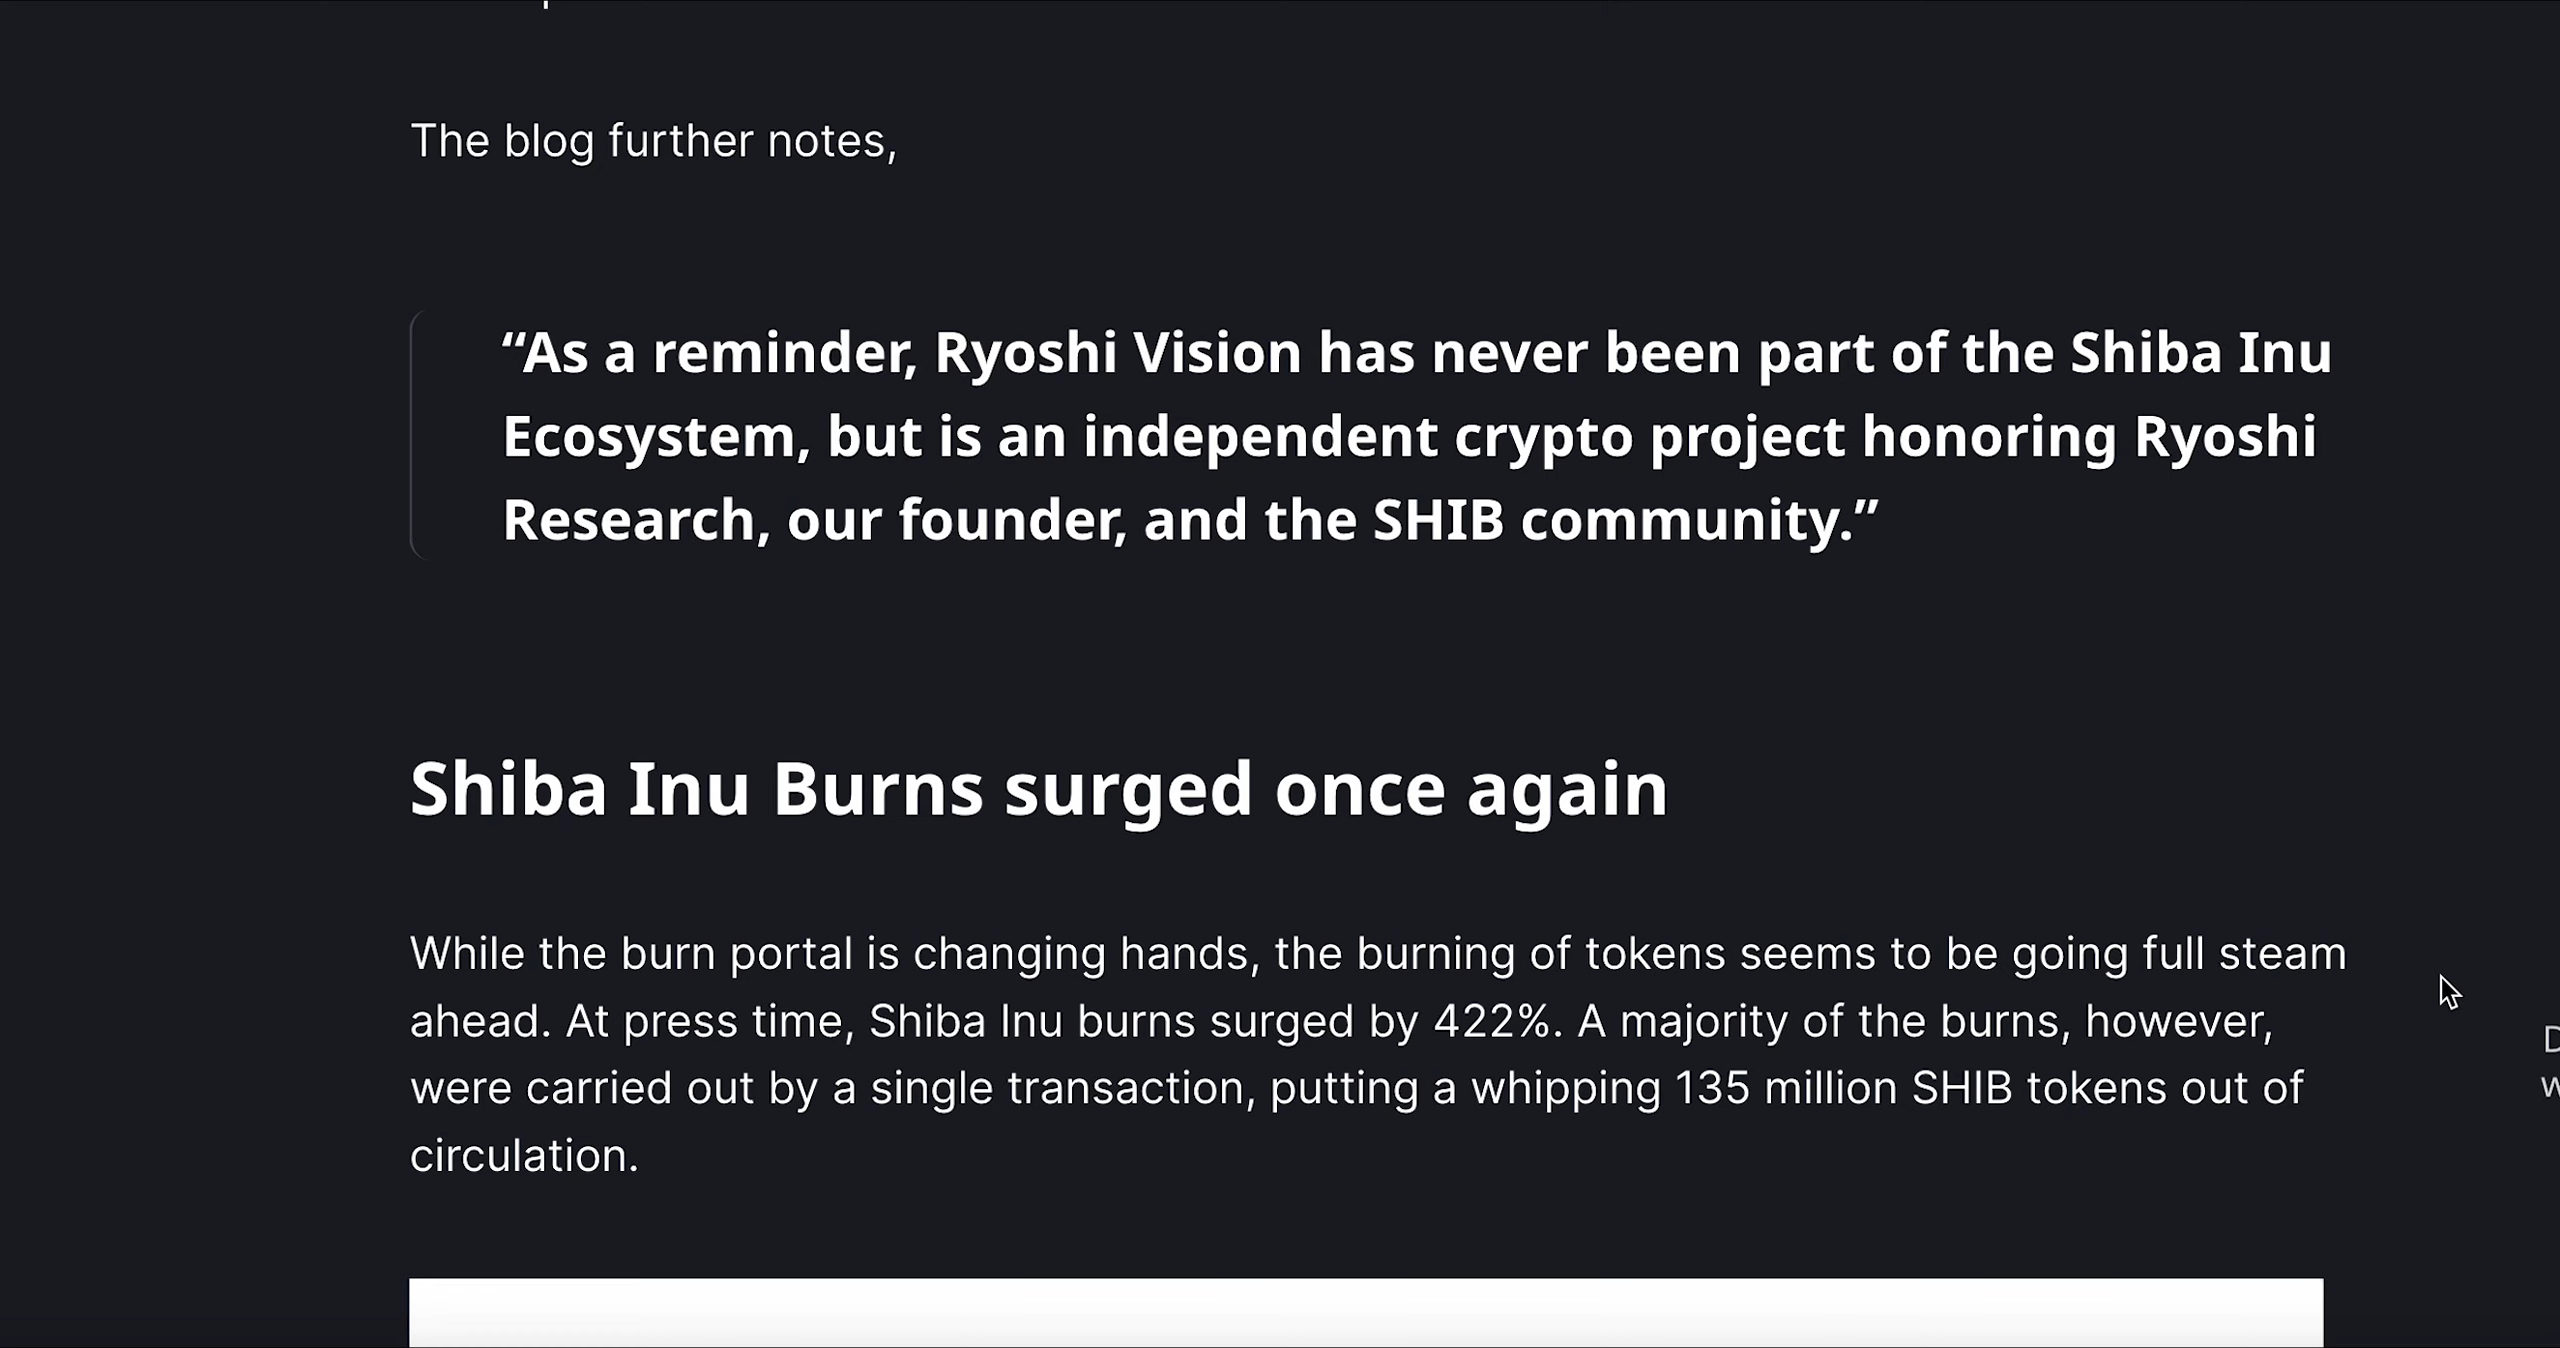 The blog further notes,
“As a reminder, Ryoshi Vision has never been part of the Shiba Inu
Ecosystem, but is an independent crypto project honoring Ryoshi
Research, our founder, and the SHIB community.”
Shiba Inu Burns surged once again
While the burn portal is changing hands, the burning of tokens seems to be going full steam
ahead. At press time, Shiba Inu burns surged by 422%. A majority of the burns, however,
were carried out by a single transaction, putting a whipping 135 million SHIB tokens out of
circulation.